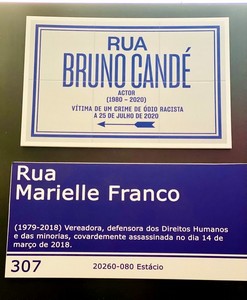 RUA
BRUNO CANDÉ
ACTOR
(1980 – 2020)
VÍTIMA DE UM CRIME DE ÓDIO RACISTA
A 25 DE JULHO DE 2020
Rua
Marielle Franco
(1979-2018) Vereadora, defensora dos Direitos Humanos
e das minorias, covardemente assassinada no dia 14 de
março de 2018.
307
20260-080 Estácio